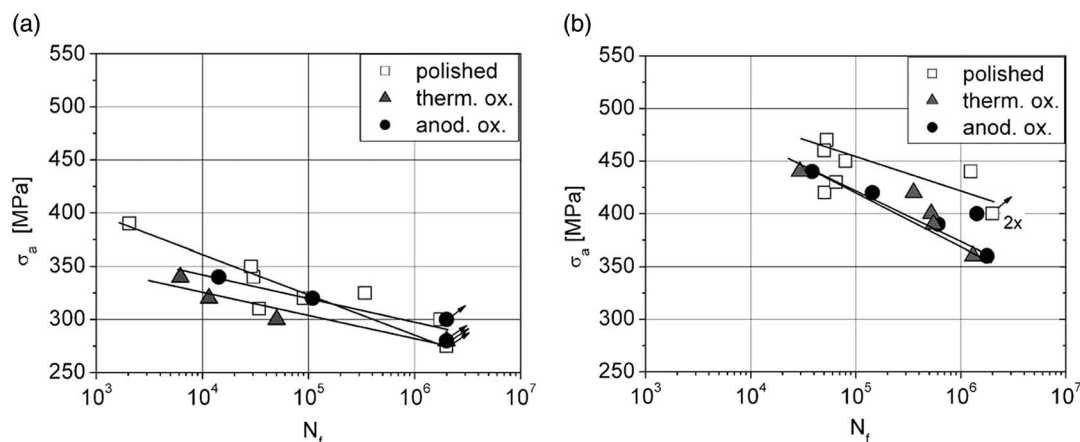 (a)
550
500
450
400
350
300
250
σa [MPa]
polished
therm. ox.
anod. ox.
10³
10⁴
10⁵
10⁶
10⁷
Nf
(b)
550
500
450
400
350
300
250
σa [MPa]
polished
therm. ox.
anod. ox.
2x
10³
10⁴
10⁵
10⁶
10⁷
Nf